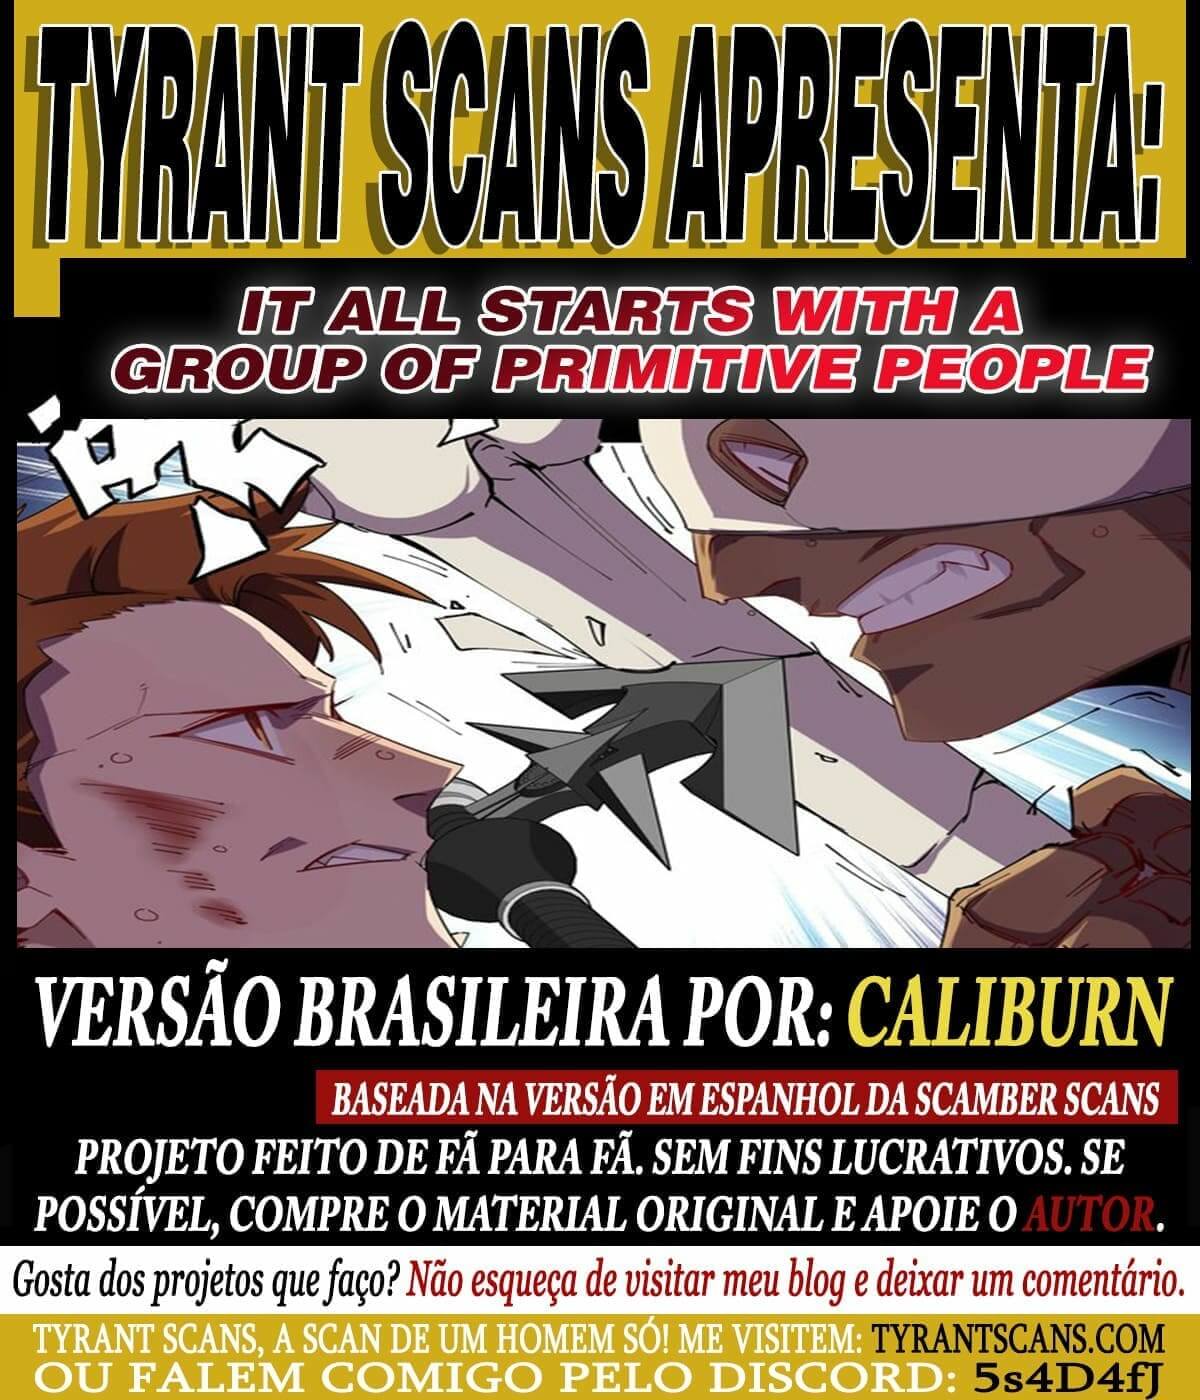 TYRANT SCANS APRESENTA:
IT ALL STARTS WITH A
GROUP OF PRIMITIVE PEOPLE
VERSÃO BRASILEIRA POR: CALIBURN
BASEADA NA VERSÃO EM ESPANHOL DA SCAMBER SCANS
PROJETO FEITO DE FÃ PARA FÃ. SEM FINS LUCRATIVOS. SE
POSSÍVEL, COMPRE O MATERIAL ORIGINAL E APOIE O AUTOR.
Gosta dos projetos que faço? Não esqueça de visitar meu blog e deixar um comentário.
TYRANT SCANS, A SCAN DE UM HOMEM SÓ! ME VISITEM: TYRANTSCANS.COM
OU FALEM COMIGO PELO DISCORD: 5s4D4fJ